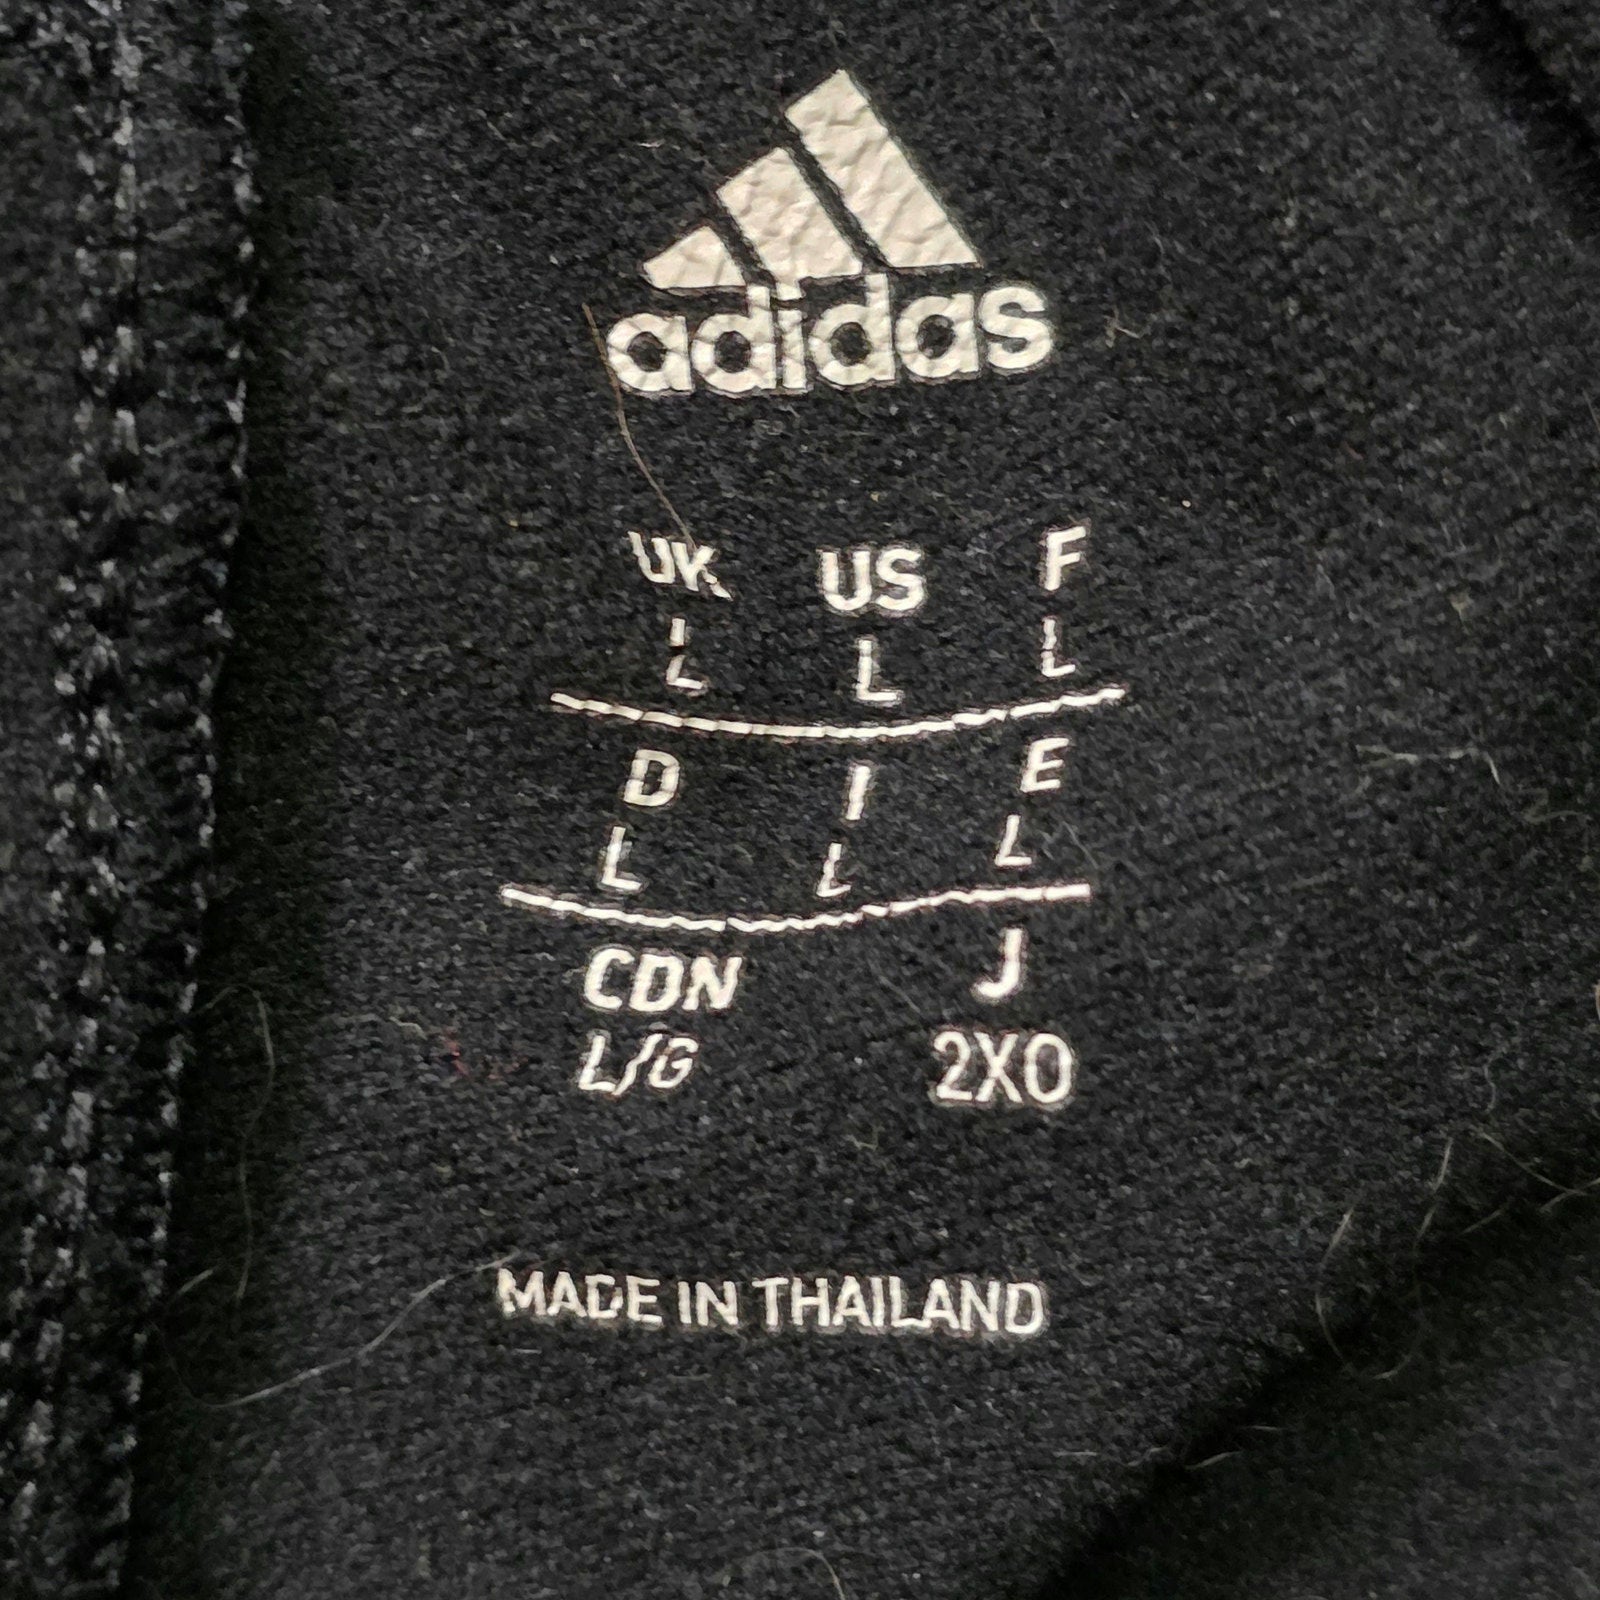 adidas
UK US F
L L L
D I E
L L L
CDN J
L/G 2XO
MADE IN THAILAND